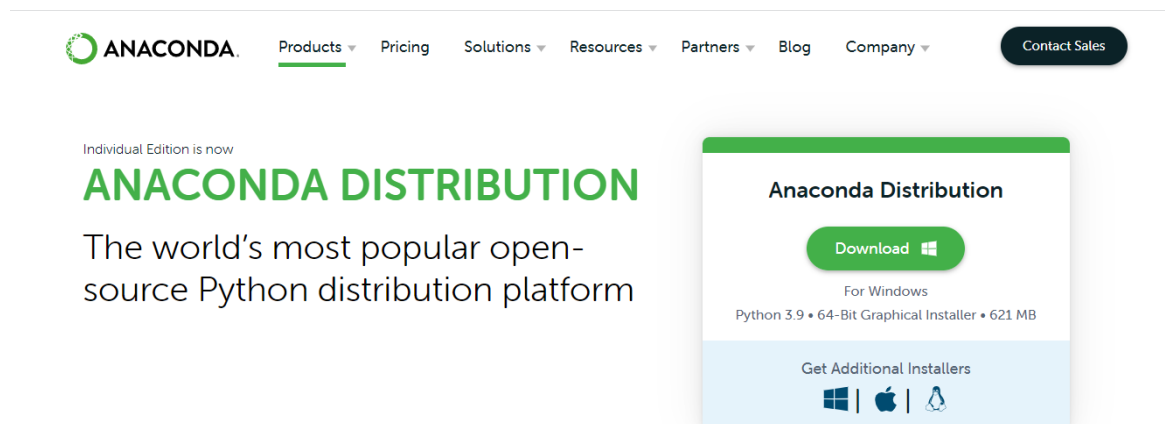 ANACONDA.
Products Pricing Solutions Resources Partners Blog Company Contact Sales
Individual Edition is now
ANACONDA DISTRIBUTION
The world's most popular open-
source Python distribution platform
Anaconda Distribution
Download
For Windows
Python 3.9 • 64-Bit Graphical Installer • 621 MB
Get Additional Installers